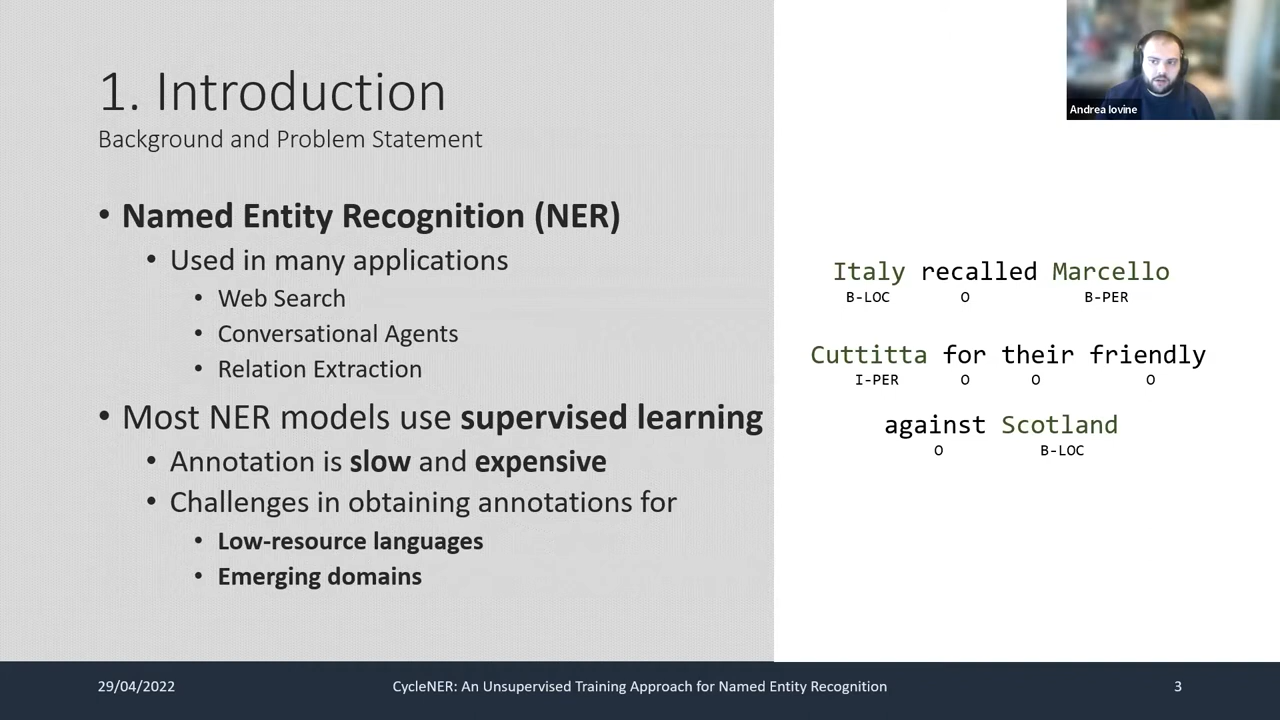 1. Introduction
Background and Problem Statement
• Named Entity Recognition (NER)
• Used in many applications
• Web Search
• Conversational Agents
• Relation Extraction
• Most NER models use supervised learning
• Annotation is slow and expensive
• Challenges in obtaining annotations for
• Low-resource languages
• Emerging domains
Andrea Iovine
Italy recalled Marcello
B-LOC O B-PER
Cuttitta for their friendly
I-PER O O O
against Scotland
O B-LOC
29/04/2022 CycleNER: An Unsupervised Training Approach for Named Entity Recognition 3